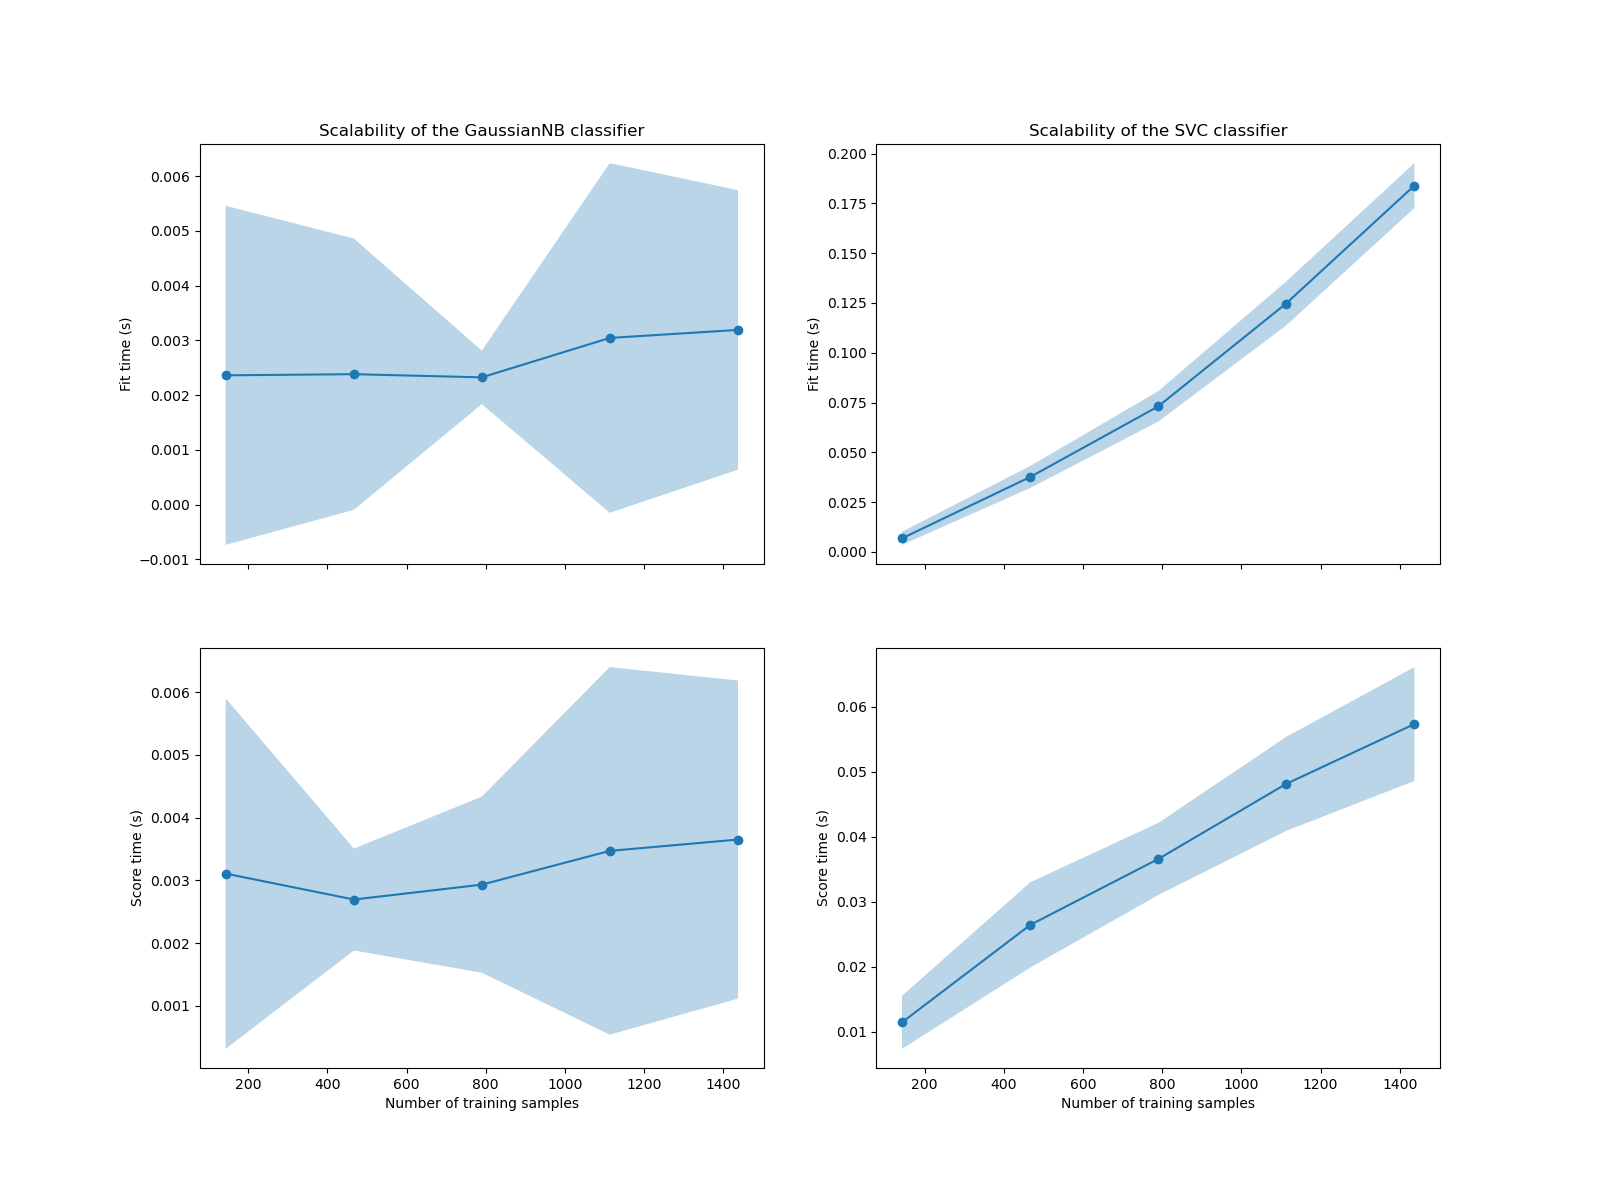 Scalability of the GaussianNB classifier
Fit time (s)
0.006
0.005
0.004
0.003
0.002
0.001
0.000
−0.001
Scalability of the SVC classifier
Fit time (s)
0.200
0.175
0.150
0.125
0.100
0.075
0.050
0.025
0.000
Score time (s)
0.006
0.005
0.004
0.003
0.002
0.001
200 400 600 800 1000 1200 1400
Number of training samples
Score time (s)
0.06
0.05
0.04
0.03
0.02
0.01
200 400 600 800 1000 1200 1400
Number of training samples